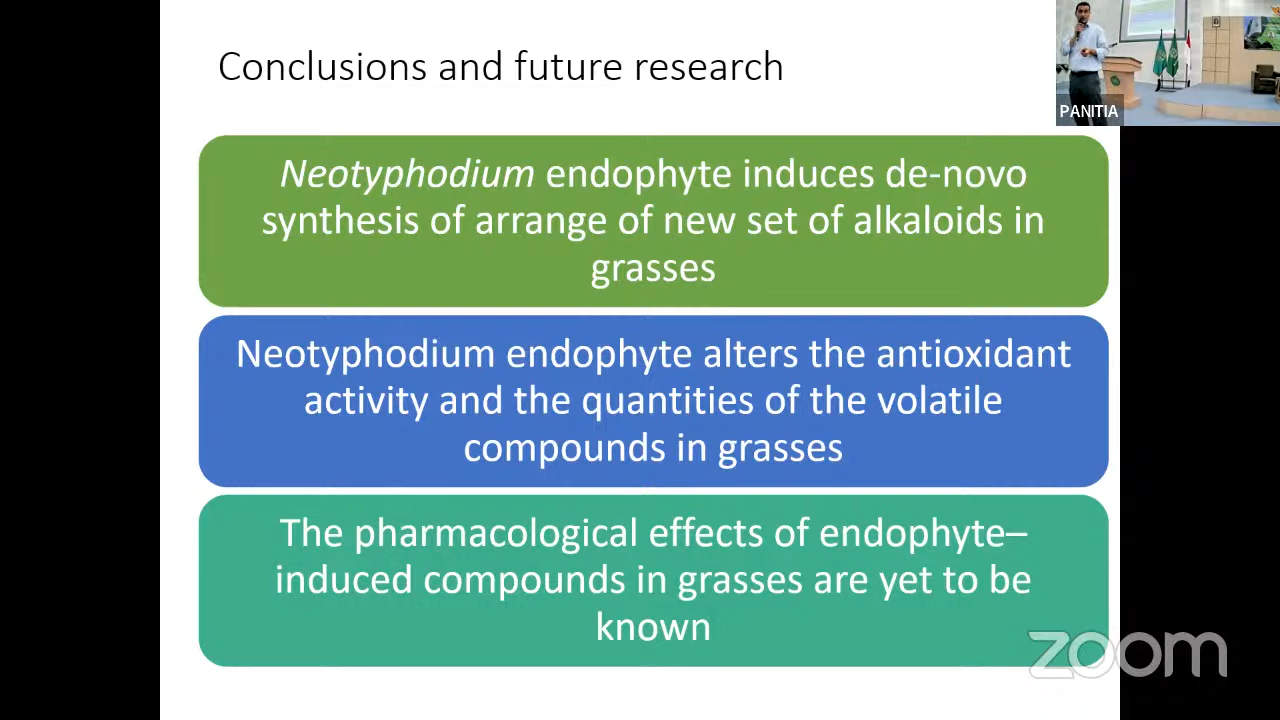 Conclusions and future research
PANITIA
Neotyphodium endophyte induces de-novo
synthesis of arrange of new set of alkaloids in
grasses
Neotyphodium endophyte alters the antioxidant
activity and the quantities of the volatile
compounds in grasses
The pharmacological effects of endophyte–
induced compounds in grasses are yet to be
known
zoom